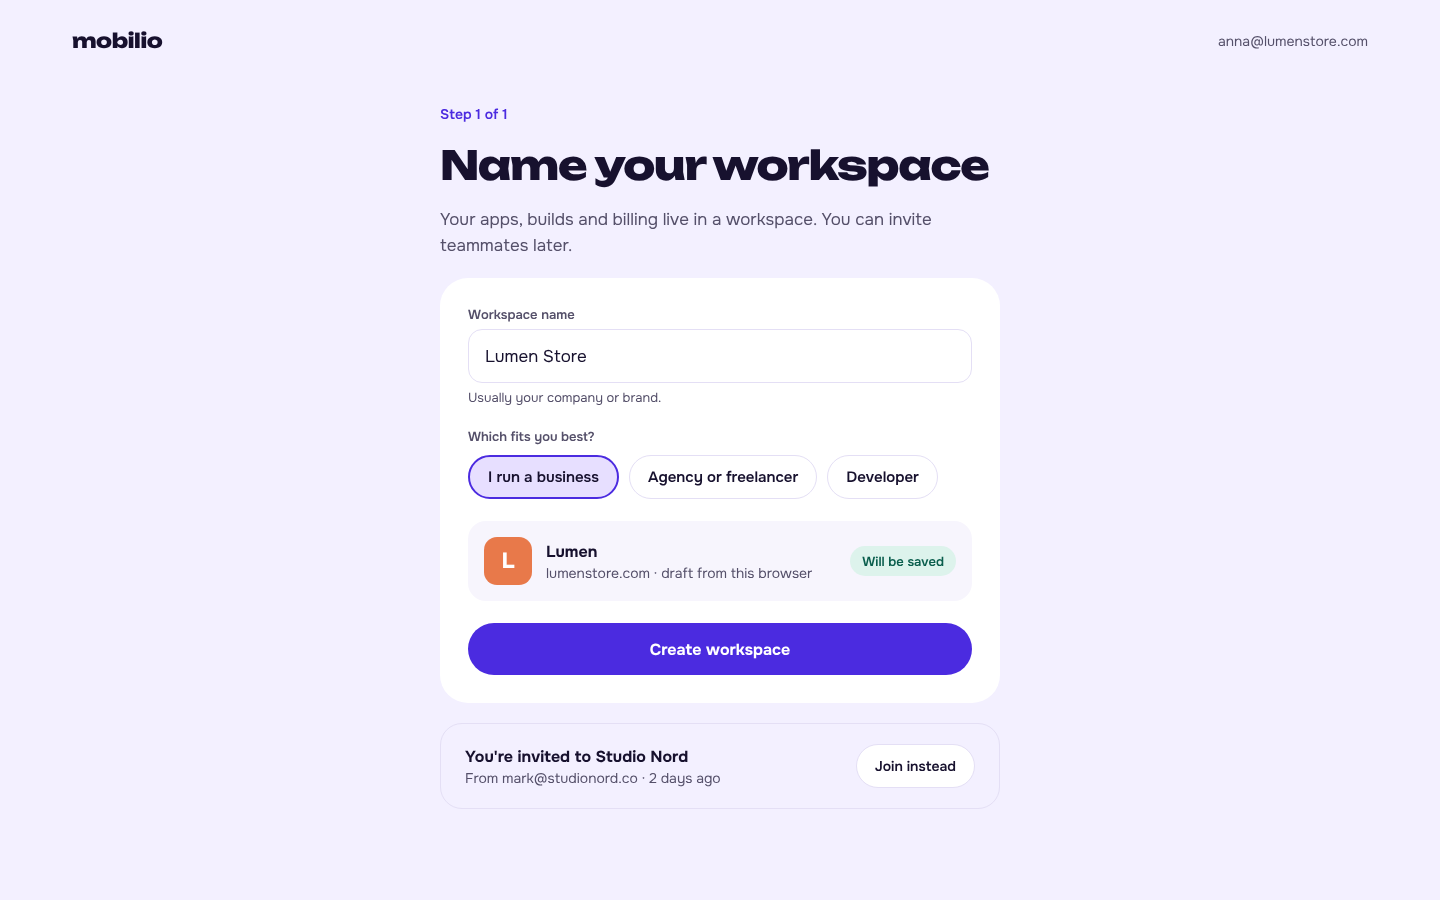 mobilio
anna@lumenstore.com
Step 1 of 1
Name your workspace
Your apps, builds and billing live in a workspace. You can invite
teammates later.
Workspace name
Lumen Store
Usually your company or brand.
Which fits you best?
I run a business
Agency or freelancer
Developer
L
Lumen
lumenstore.com · draft from this browser
Will be saved
Create workspace
You're invited to Studio Nord
From mark@studionord.co · 2 days ago
Join instead